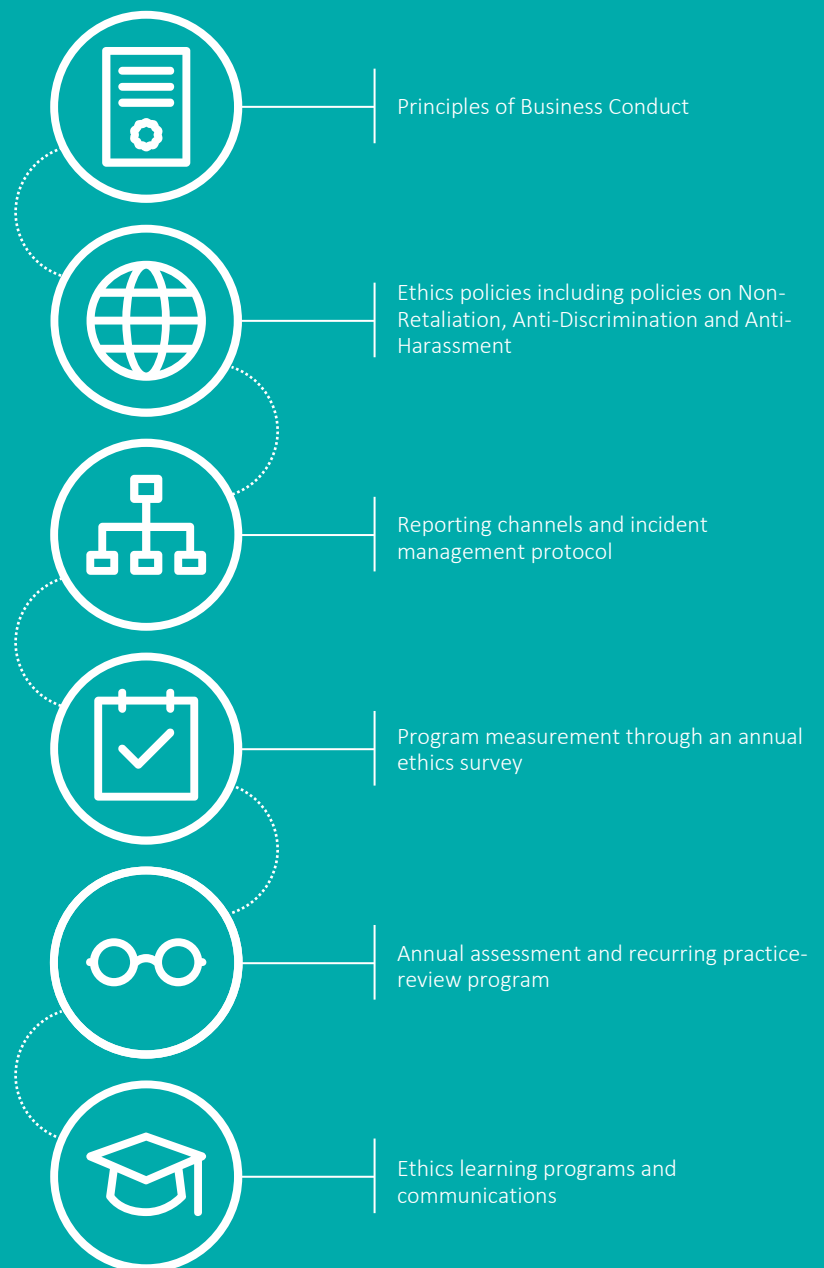 Principles of Business Conduct
Ethics policies including policies on Non-
Retaliation, Anti-Discrimination and Anti-
Harassment
Reporting channels and incident
management protocol
Program measurement through an annual
ethics survey
Annual assessment and recurring practice-
review program
Ethics learning programs and
communications